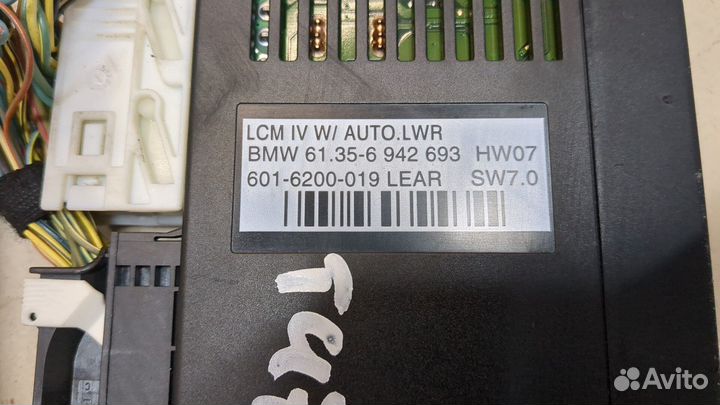 LCM IV W/ AUTO.LWR
BMW 61.35-6 942 693 HW07
601-6200-019 LEAR SW7.0
Avito